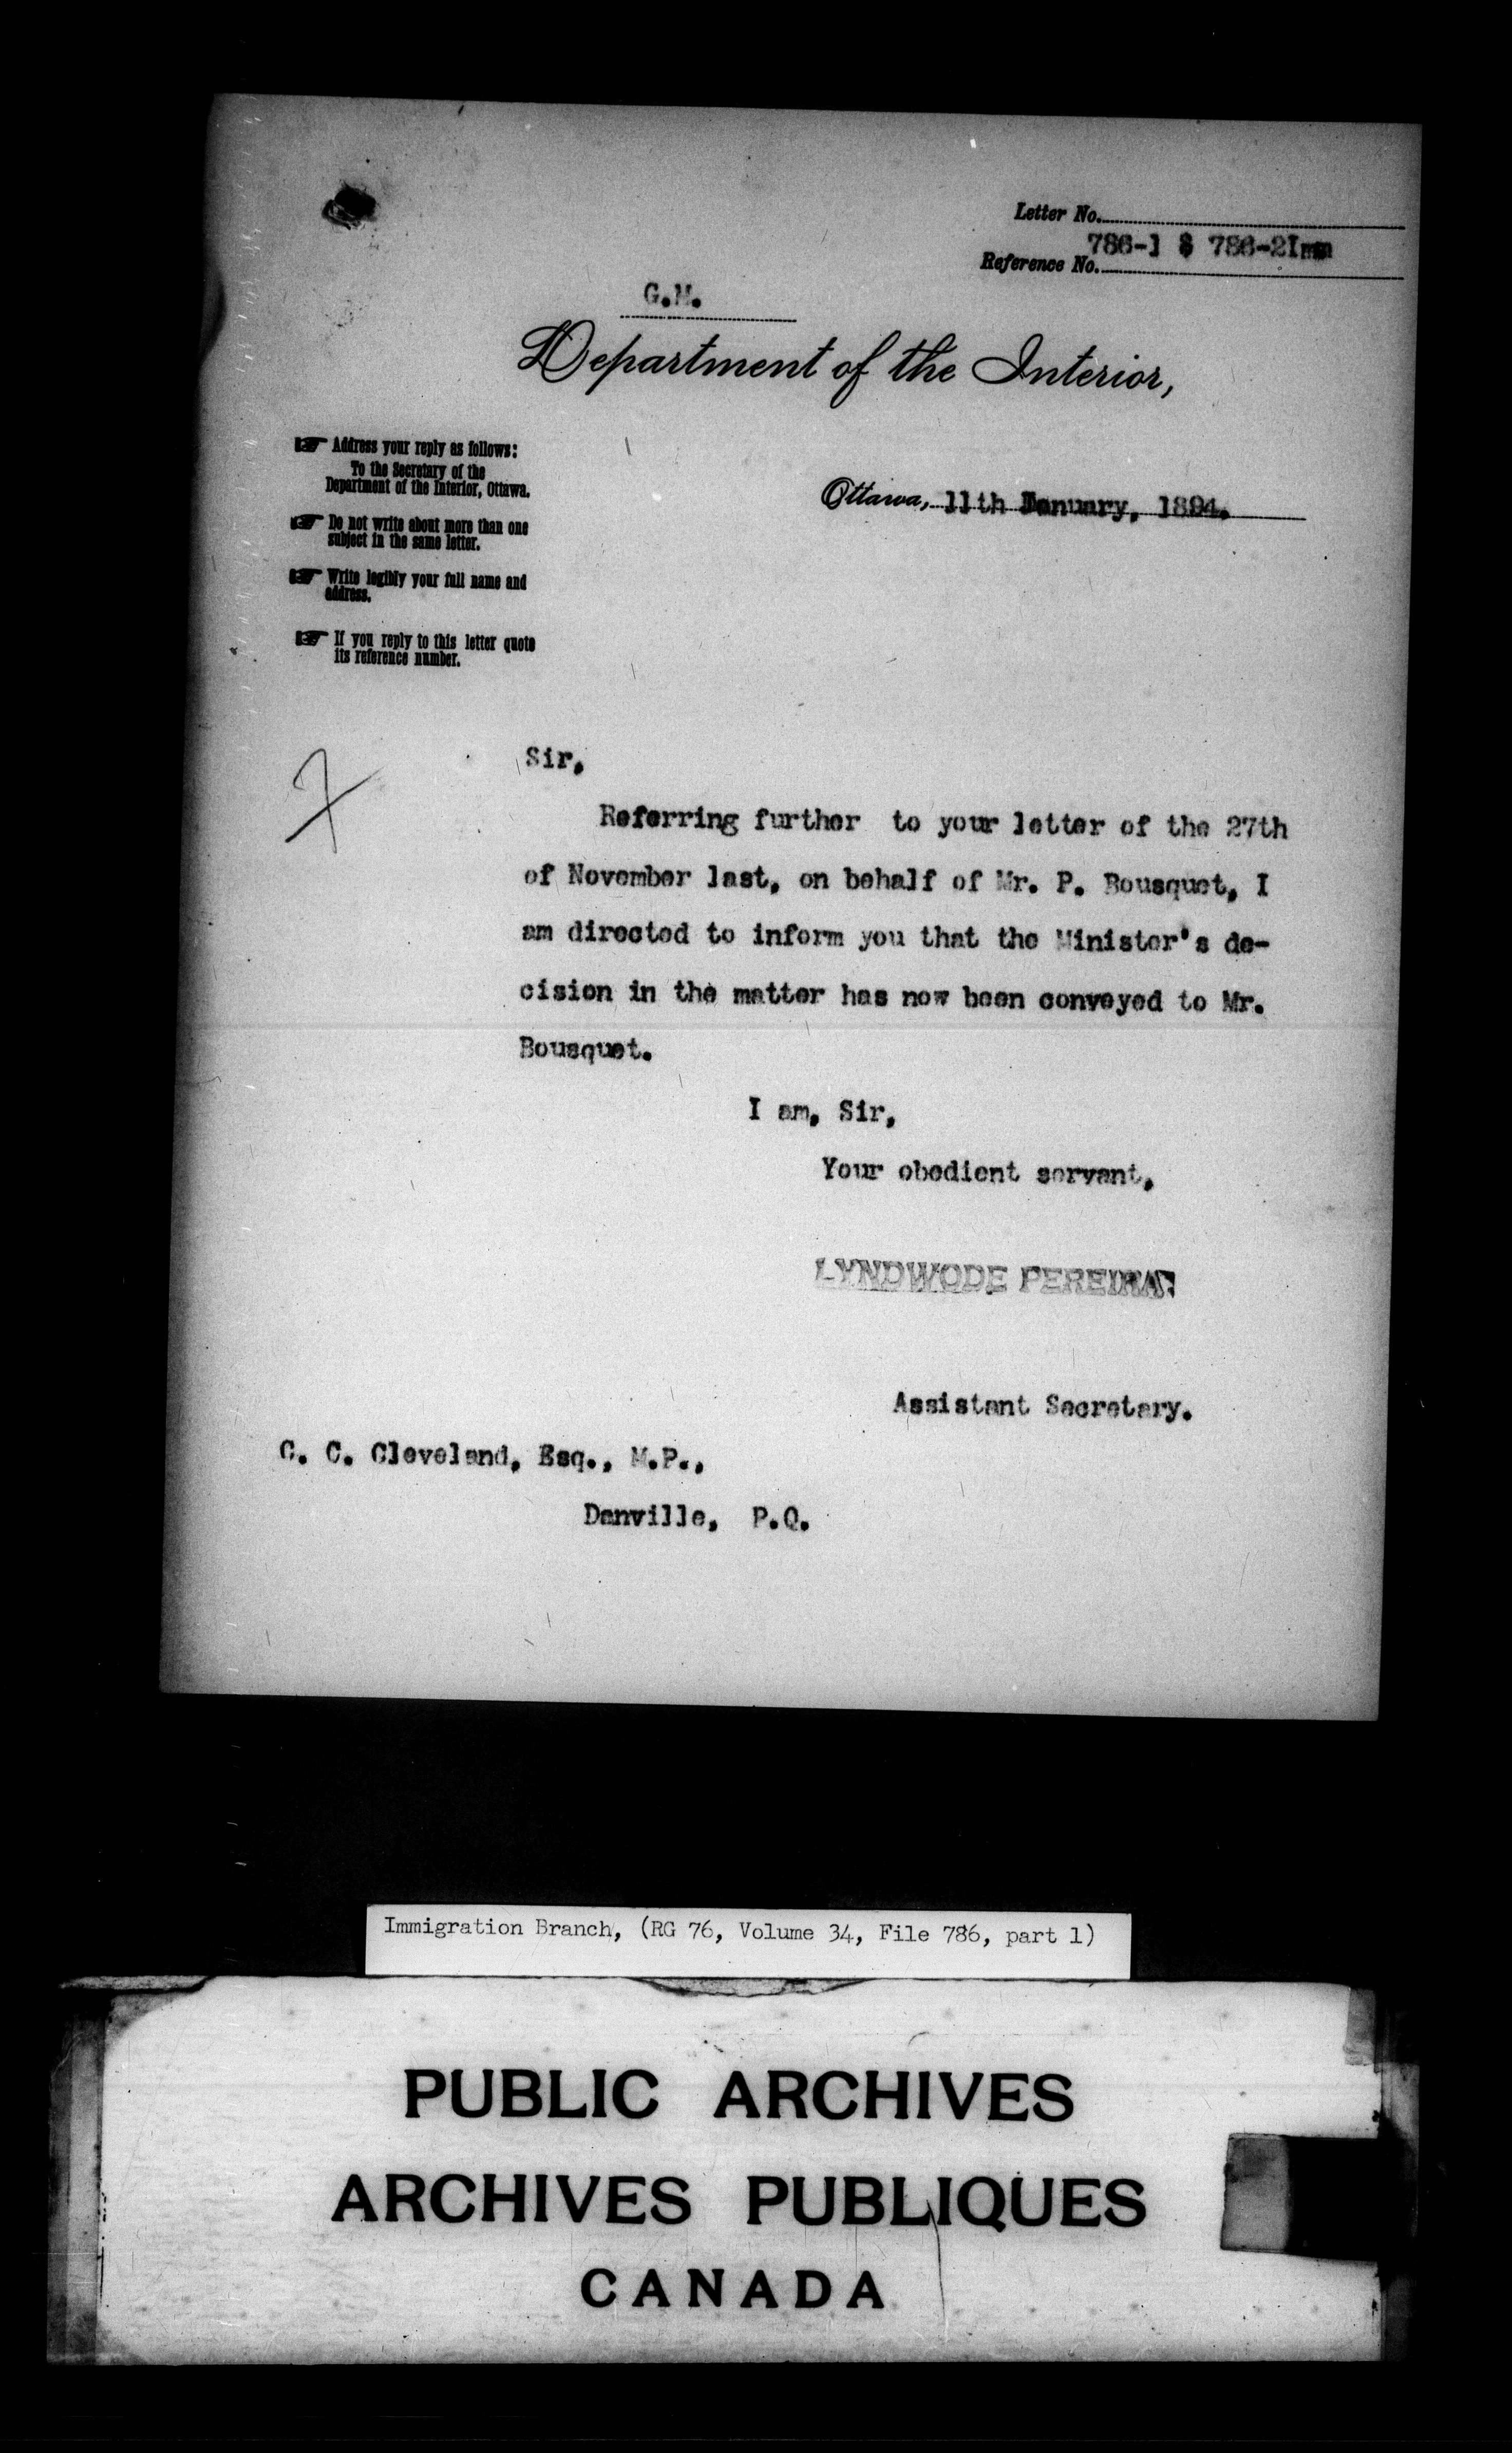 Letter No.
786-1 & 786-2Imm
Reference No.
G.M.
Department of the Interior,
Address your reply as follows:
To the Secretary of the
Department of the Interior, Ottawa.
Do not write about more than one
subject in the same letter.
Write legibly your full name and
address.
If you reply to this letter quote
its reference number.
Ottawa, 11th January, 1894.
Sir,
Referring further to your letter of the 27th
of November last, on behalf of Mr. P. Bousquet, I
am directed to inform you that the Minister's de-
cision in the matter has now been conveyed to Mr.
Bousquet.
I am, Sir,
Your obedient servant,
LYNDWODE PEREIRA
Assistant Secretary.
C. C. Cleveland, Esq., M.P.,
Danville, P.Q.
Immigration Branch, (RG 76, Volume 34, File 786, part 1)
PUBLIC ARCHIVES
ARCHIVES PUBLIQUES
CANADA